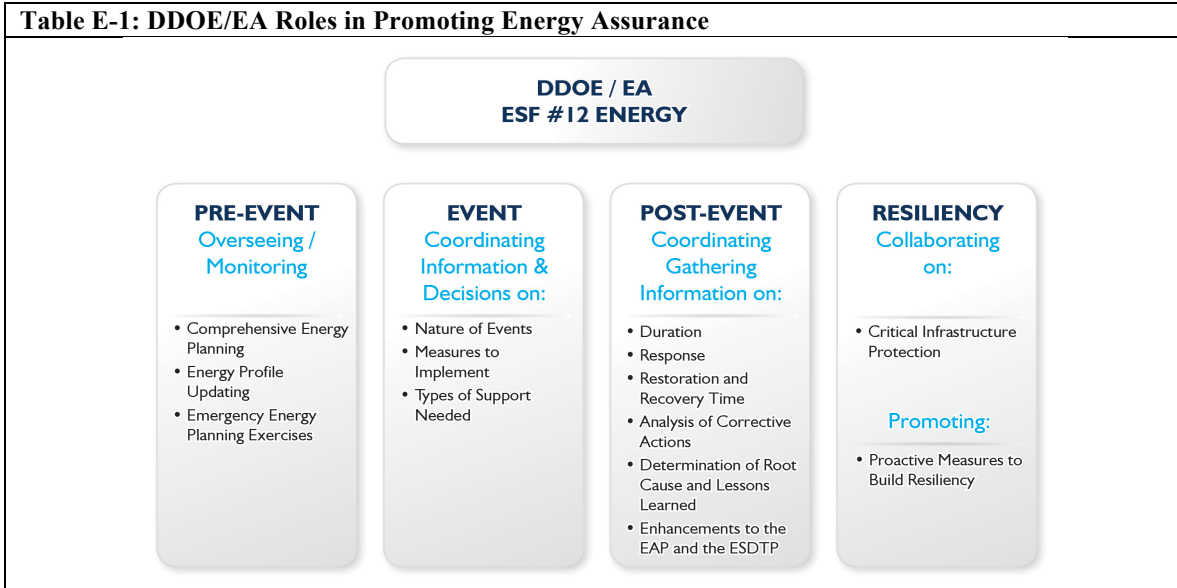 Table E-1: DDOE/EA Roles in Promoting Energy Assurance
DDOE / EA
ESF #12 ENERGY
PRE-EVENT
Overseeing /
Monitoring
• Comprehensive Energy
Planning
• Energy Profile
Updating
• Emergency Energy
Planning Exercises
EVENT
Coordinating
Information &
Decisions on:
• Nature of Events
• Measures to
Implement
• Types of Support
Needed
POST-EVENT
Coordinating
Gathering
Information on:
• Duration
• Response
• Restoration and
Recovery Time
• Analysis of Corrective
Actions
• Determination of Root
Cause and Lessons
Learned
• Enhancements to the
EAP and the ESDTP
RESILIENCY
Collaborating
on:
• Critical Infrastructure
Protection
Promoting:
• Proactive Measures to
Build Resiliency